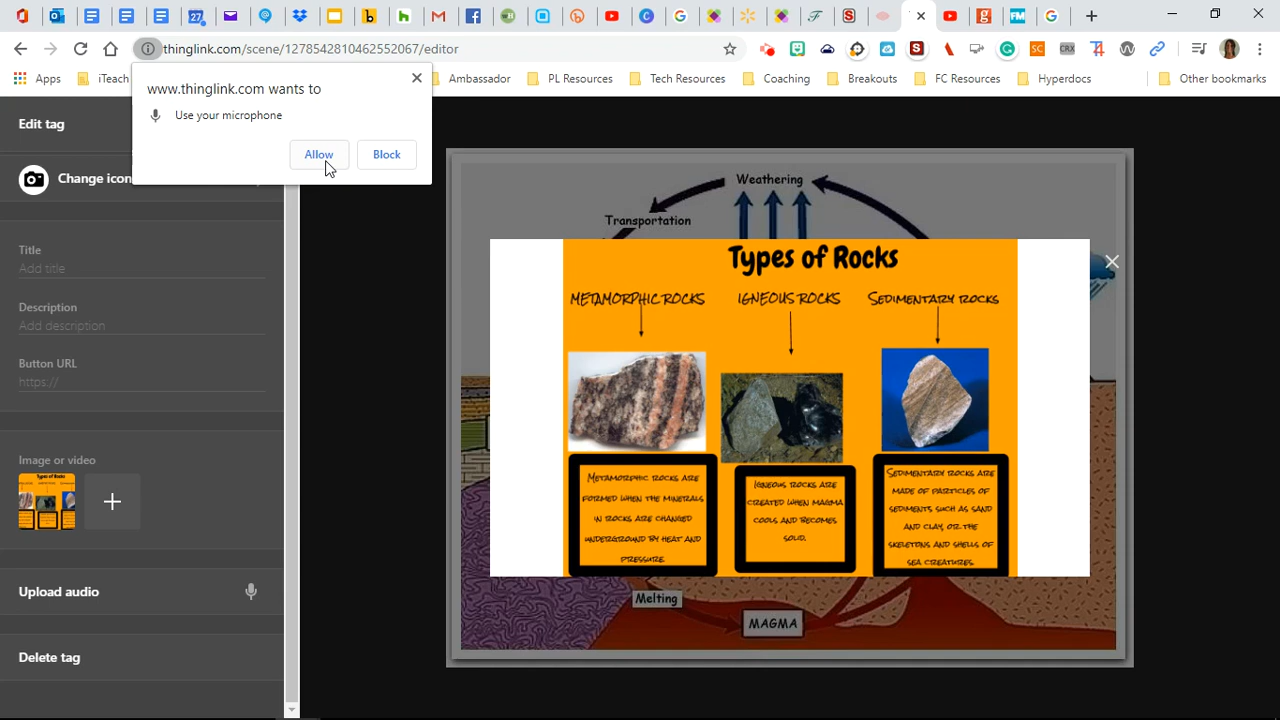 27
SC
CRX
FM
thinglink.com/scene/1278542810462552067/editor
Apps
iTeach
Ambassador
PL Resources
Tech Resources
Coaching
Breakouts
FC Resources
Hyperdocs
Other bookmarks
www.thinglink.com wants to
Use your microphone
Allow
Block
Edit tag
Change icon
Title
Add title
Description
Add description
Button URL
https://
Image or video
Upload audio
Delete tag
Weathering
Transportation
Types of Rocks
METAMORPHIC ROCKS
IGNEOUS ROCKS
SEDIMENTARY ROCKS
METAMORPHIC ROCKS ARE
FORMED WHEN THE MINERALS
IN ROCKS ARE CHANGED
UNDERGROUND BY HEAT AND
PRESSURE.
IGNEOUS ROCKS ARE
CREATED WHEN MAGMA
COOLS AND BECOMES
SOLID.
SEDIMENTARY ROCKS ARE
MADE OF PARTICLES OF
SEDIMENTS, SUCH AS SAND
AND CLAY, OR THE
SKELETONS AND SHELLS OF
SEA CREATURES.
Melting
MAGMA